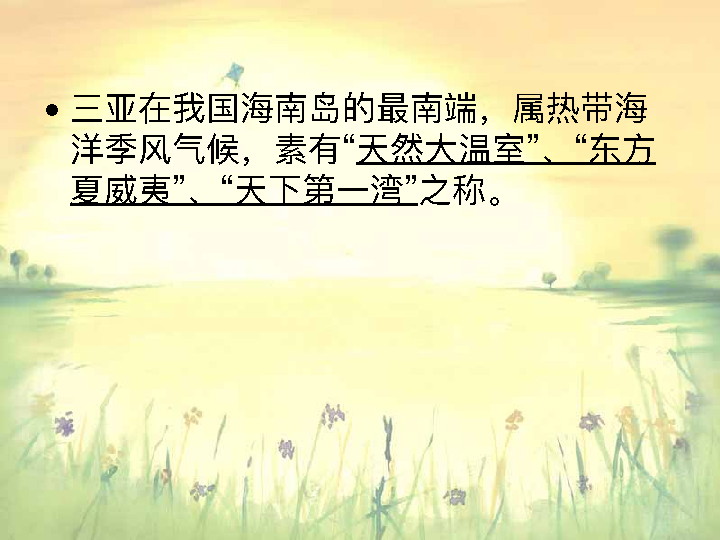 • 三亚在我国海南岛的最南端，属热带海
洋季风气候，素有“天然大温室”、“东方
夏威夷”、“天下第一湾”之称。